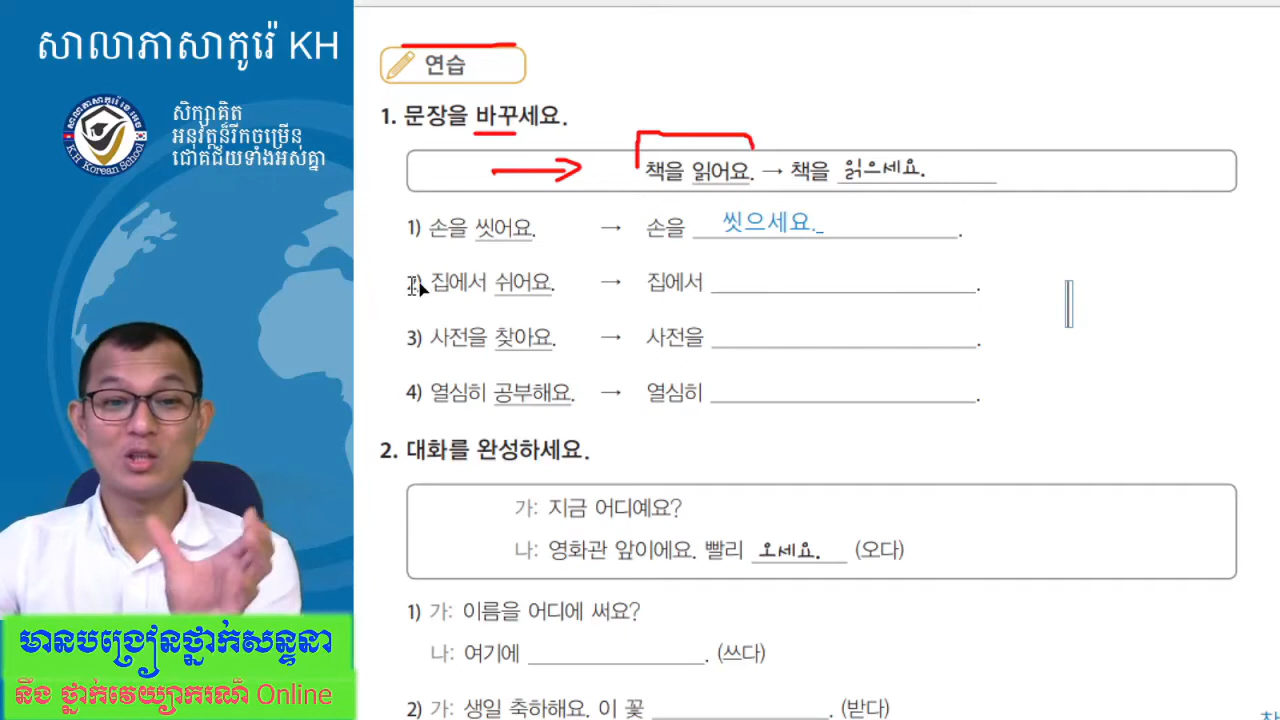 សាលាភាសាកូរ៉េ KH
សិក្សាគិត
អនុវត្តន៍រីកចម្រើន
ជោគជ័យទាំងអស់គ្នា
K.H Korean School
មានបង្រៀនថ្នាក់សន្ទនា
នឹង ថ្នាក់វេយ្យាករណ៍ Online
연습
1. 문장을 바꾸세요.
책을 읽어요. → 책을 읽으세요.
1) 손을 씻어요. → 손을 씻으세요. .
2) 집에서 쉬어요. → 집에서 .
3) 사전을 찾아요. → 사전을 .
4) 열심히 공부해요. → 열심히 .
2. 대화를 완성하세요.
가: 지금 어디예요?
나: 영화관 앞이에요. 빨리 오세요. (오다)
1) 가: 이름을 어디에 써요?
나: 여기에 . (쓰다)
2) 가: 생일 축하해요. 이 꽃 . (받다)